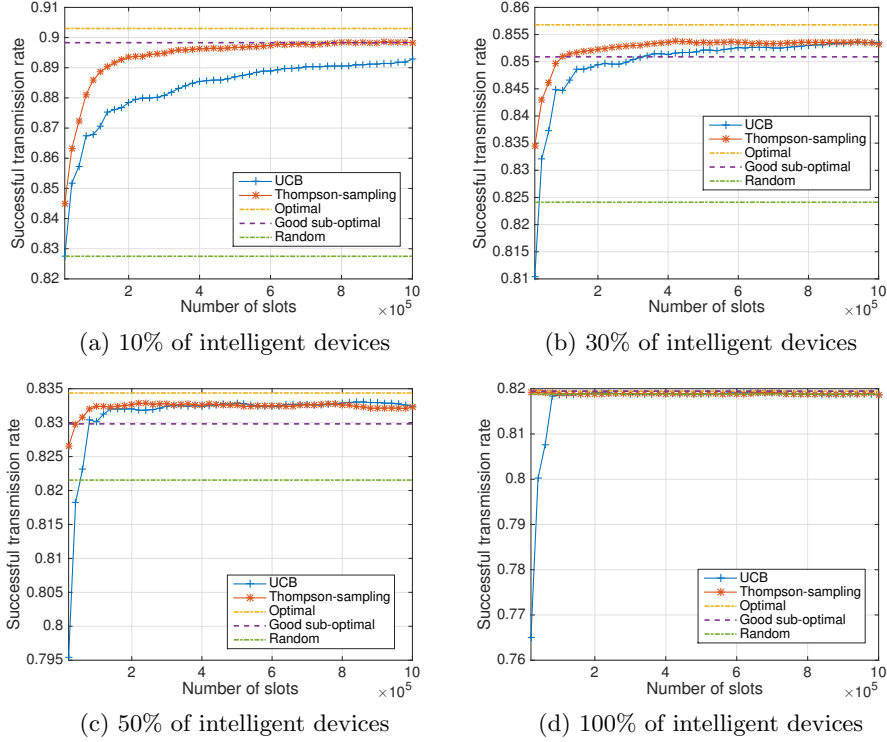 0.91
0.9
0.89
0.88
0.87
0.86
0.85
0.84
0.83
0.82
Successful transmission rate
UCB
Thompson-sampling
Optimal
Good sub-optimal
Random
2 4 6 8 10
Number of slots
×10⁵
(a) 10% of intelligent devices
0.86
0.855
0.85
0.845
0.84
0.835
0.83
0.825
0.82
0.815
0.81
Successful transmission rate
UCB
Thompson-sampling
Optimal
Good sub-optimal
Random
2 4 6 8 10
Number of slots
×10⁵
(b) 30% of intelligent devices
0.835
0.83
0.825
0.82
0.815
0.81
0.805
0.8
0.795
Successful transmission rate
UCB
Thompson-sampling
Optimal
Good sub-optimal
Random
2 4 6 8 10
Number of slots
×10⁵
(c) 50% of intelligent devices
0.82
0.81
0.8
0.79
0.78
0.77
0.76
Successful transmission rate
UCB
Thompson-sampling
Optimal
Good sub-optimal
Random
2 4 6 8 10
Number of slots
×10⁵
(d) 100% of intelligent devices